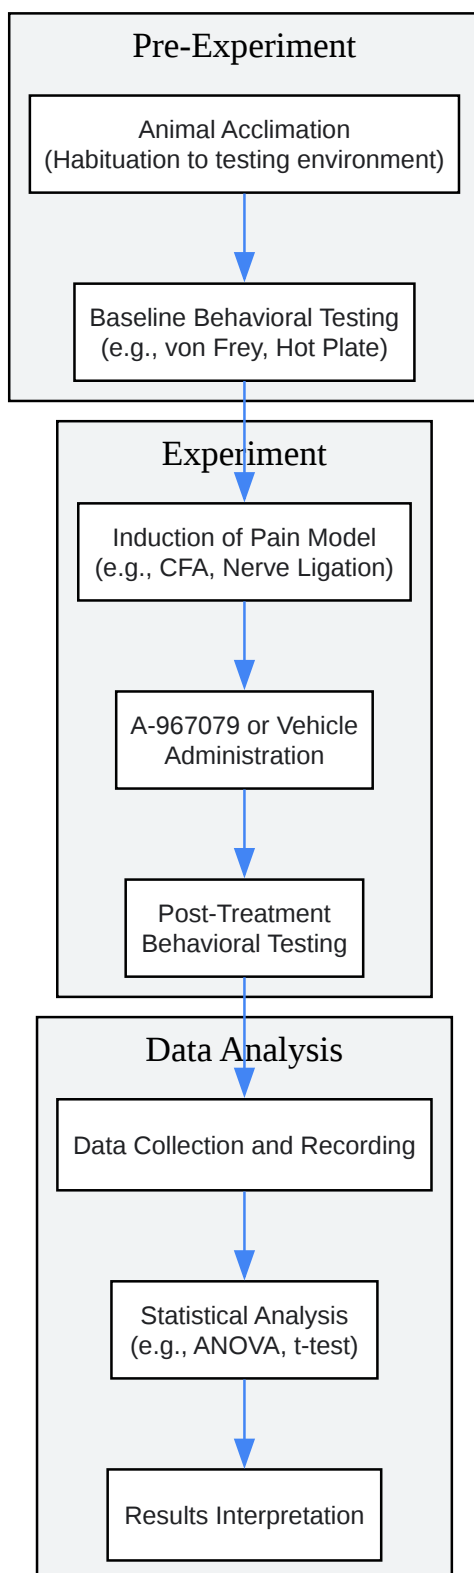 Pre-Experiment
Animal Acclimation
(Habituation to testing environment)
Baseline Behavioral Testing
(e.g., von Frey, Hot Plate)
Experiment
Induction of Pain Model
(e.g., CFA, Nerve Ligation)
A-967079 or Vehicle
Administration
Post-Treatment
Behavioral Testing
Data Analysis
Data Collection and Recording
Statistical Analysis
(e.g., ANOVA, t-test)
Results Interpretation